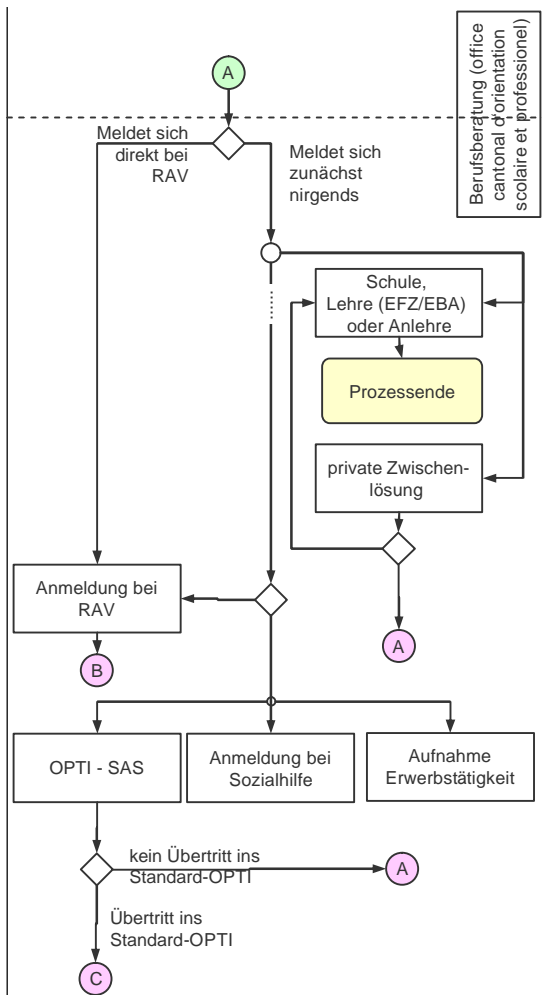 A
Berufsberatung (office
cantonal d'orientation
scolaire et professionel)
Meldet sich
direkt bei
RAV
Meldet sich
zunächst
nirgends
Schule,
Lehre (EFZ/EBA)
oder Anlehre
Prozessende
private Zwischen-
lösung
Anmeldung bei
RAV
A
B
OPTI - SAS
Anmeldung bei
Sozialhilfe
Aufnahme
Erwerbstätigkeit
kein Übertritt ins
Standard-OPTI
A
Übertritt ins
Standard-OPTI
C